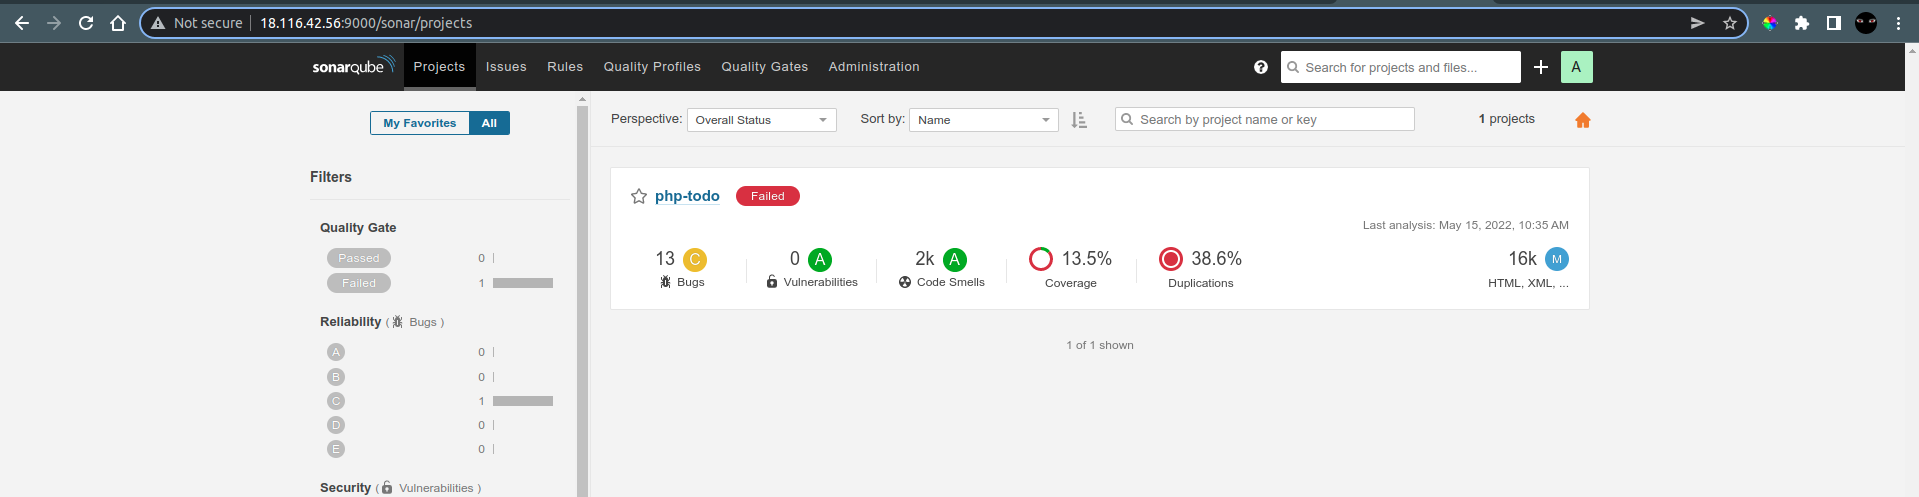 Not secure | 18.116.42.56:9000/sonar/projects
sonarqube Projects Issues Rules Quality Profiles Quality Gates Administration ? Search for projects and files... A
My Favorites All
Perspective: Overall Status Sort by: Name Search by project name or key 1 projects
Filters
Quality Gate
Passed 0
Failed 1
Reliability ( Bugs )
A 0
B 0
C 1
D 0
E 0
Security ( Vulnerabilities )
php-todo Failed
Last analysis: May 15, 2022, 10:35 AM
13 C 0 A 2k A 13.5% 38.6% 16k M
Bugs Vulnerabilities Code Smells Coverage Duplications HTML, XML, ...
1 of 1 shown